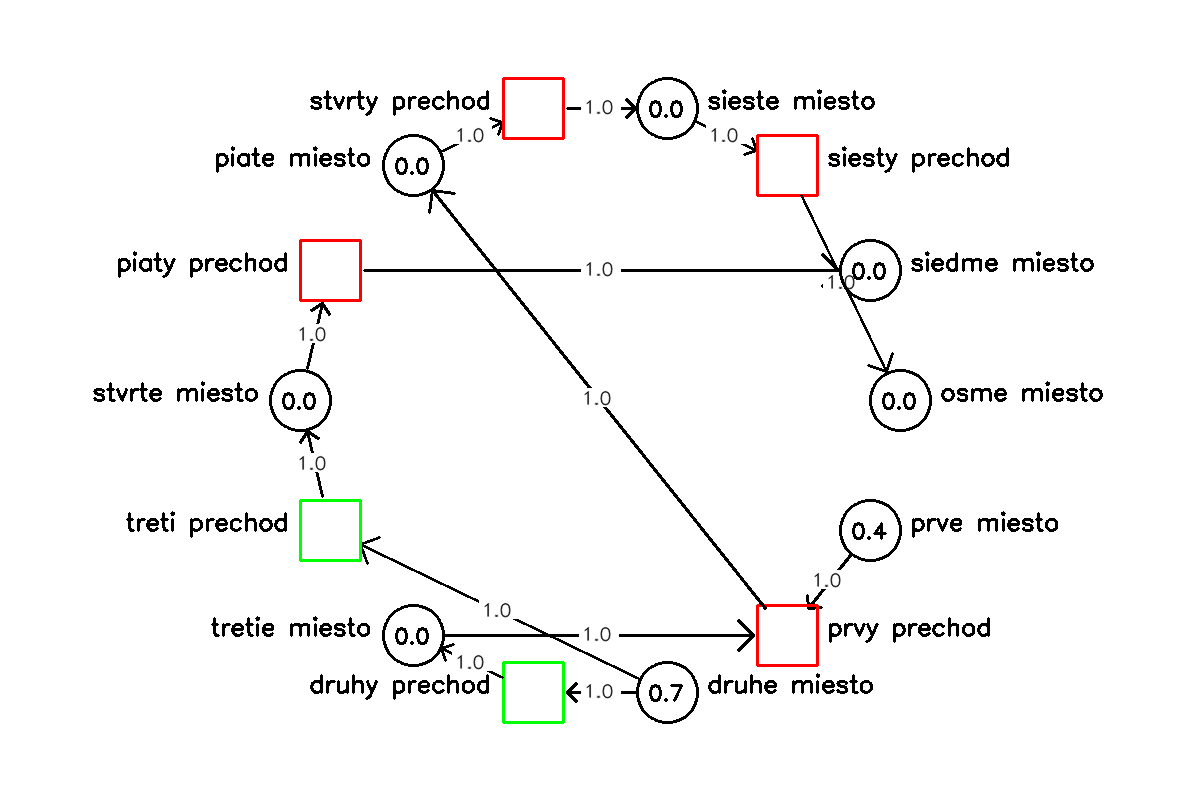 stvrty prechod
1.0
sieste miesto
0.0
1.0
1.0
piate miesto
0.0
siesty prechod
piaty prechod
1.0
0.0
siedme miesto
1.0
1.0
stvrte miesto
0.0
1.0
0.0
osme miesto
1.0
treti prechod
0.4
prve miesto
1.0
1.0
tretie miesto
0.0
1.0
prvy prechod
1.0
druhy prechod
1.0
0.7
druhe miesto